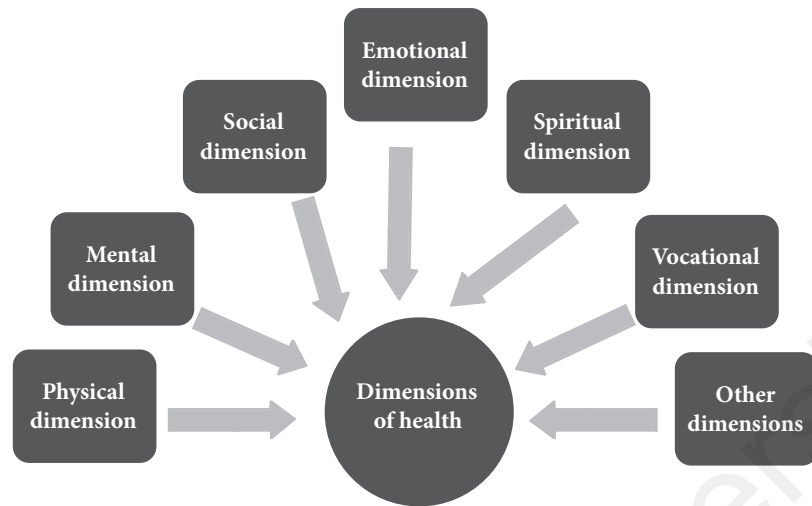 Emotional
dimension
Social
dimension
Spiritual
dimension
Mental
dimension
Vocational
dimension
Physical
dimension
Dimensions
of health
Other
dimensions